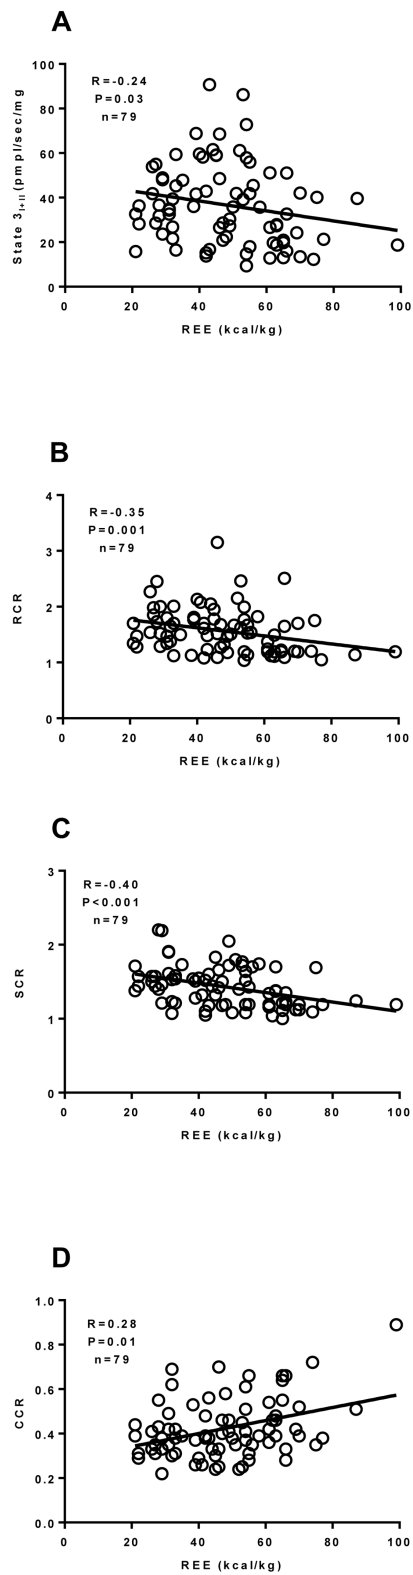 A
R=-0.24
P=0.03
n=79
State 3I+II (pmpl/sec/mg
100
80
60
40
20
0
0 20 40 60 80 100
REE (kcal/kg)
B
R=-0.35
P=0.001
n=79
RCR
4
3
2
1
0
0 20 40 60 80 100
REE (kcal/kg)
C
R=-0.40
P<0.001
n=79
SCR
3
2
1
0
0 20 40 60 80 100
REE (kcal/kg)
D
R=0.28
P=0.01
n=79
CCR
1.0
0.8
0.6
0.4
0.2
0.0
0 20 40 60 80 100
REE (kcal/kg)